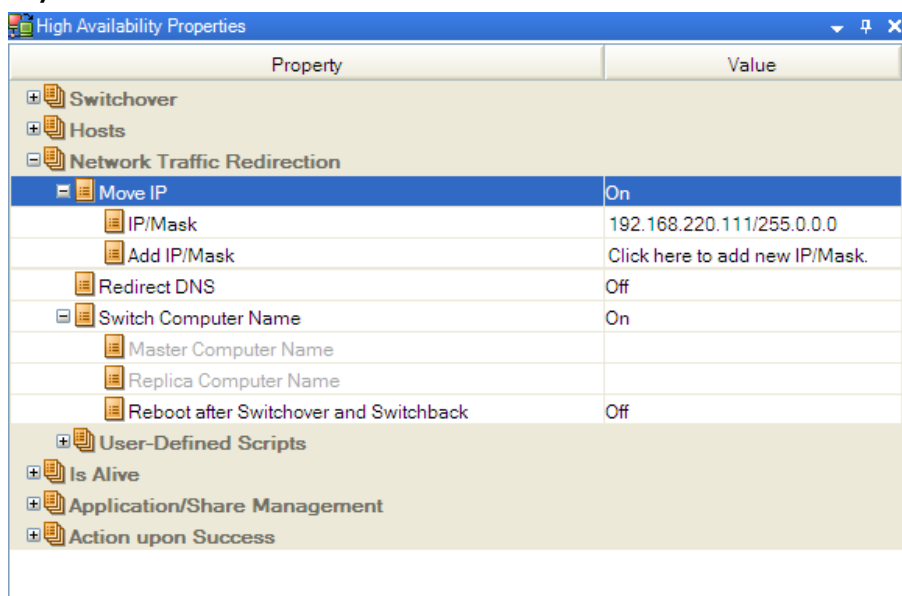 High Availability Properties
Property Value
Switchover
Hosts
Network Traffic Redirection
Move IP On
IP/Mask 192.168.220.111/255.0.0.0
Add IP/Mask Click here to add new IP/Mask.
Redirect DNS Off
Switch Computer Name On
Master Computer Name
Replica Computer Name
Reboot after Switchover and Switchback Off
User-Defined Scripts
Is Alive
Application/Share Management
Action upon Success